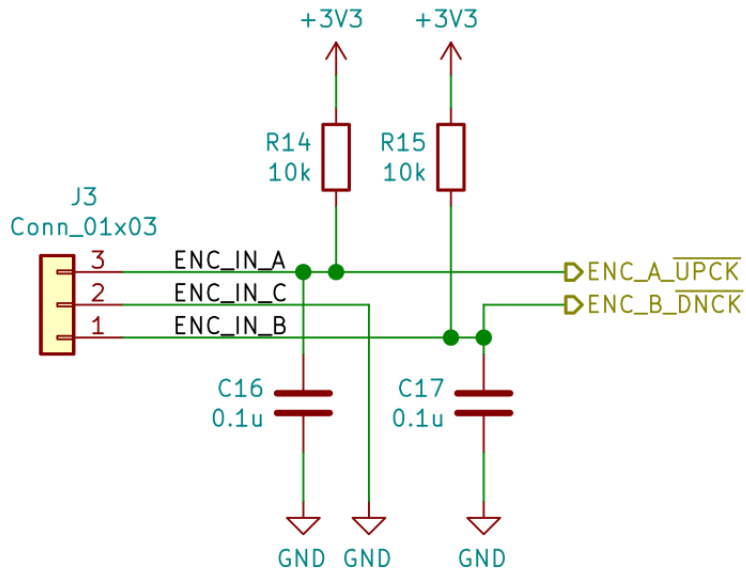 +3V3 +3V3
R14 R15
10k 10k
J3
Conn_01x03
3 ENC_IN_A ENC_A_UPCK
2 ENC_IN_C ENC_B_DNCK
1 ENC_IN_B
C16 C17
0.1u 0.1u
GND GND GND